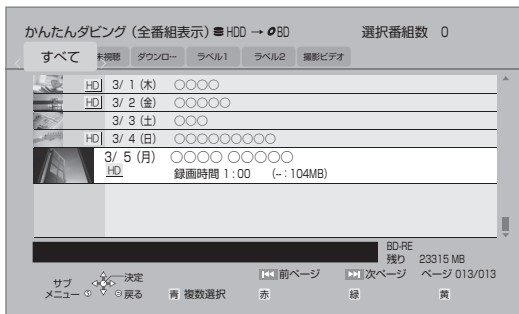 かんたんダビング (全番組表示) HDD → BD 選択番組数 0
すべて 未視聴 ダウンロ… ラベル1 ラベル2 撮影ビデオ
HD 3/ 1 (木) ○○○○
HD 3/ 2 (金) ○○○○○
3/ 3 (土) ○○○
HD 3/ 4 (日) ○○○○○○○○○
3/ 5 (月) ○○○○ ○○○○○
HD 録画時間 1:00 (−:104MB)
BD-RE
残り 23315 MB
前ページ 次ページ ページ 013/013
サブメニュー Ⓢ 決定
戻る 青 複数選択 赤 緑 黄